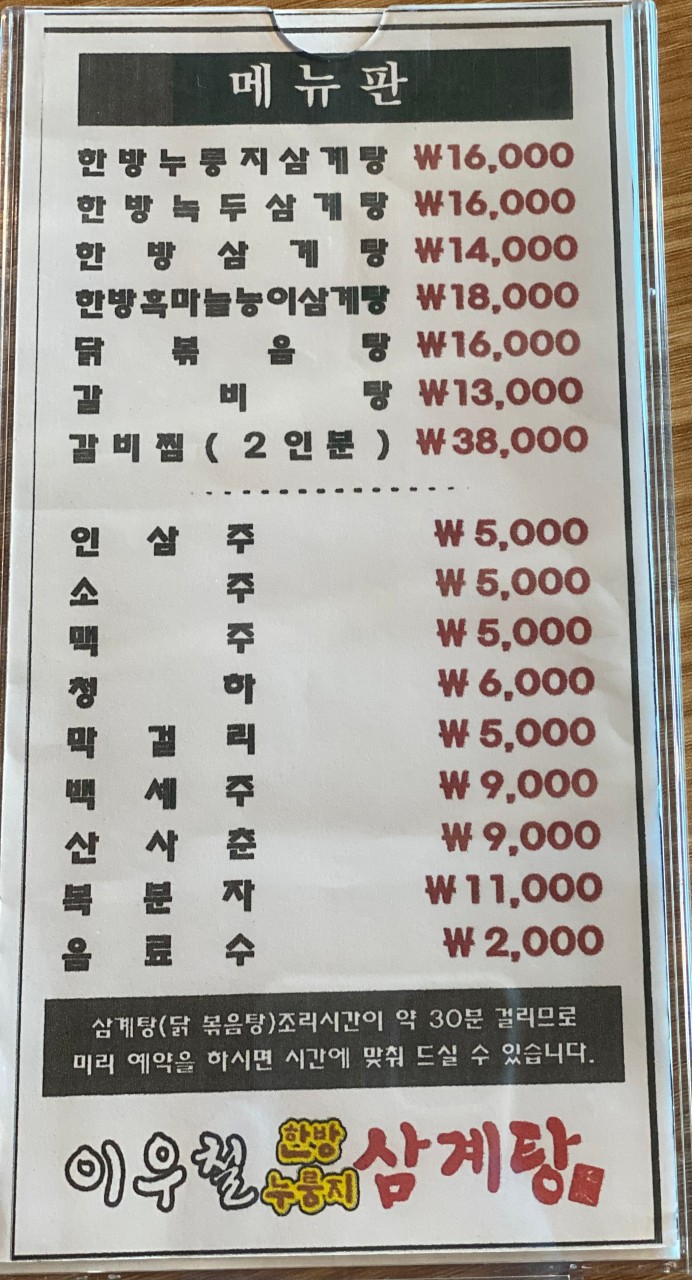 메뉴판
한방누룽지삼계탕 ₩16,000
한방녹두삼계탕 ₩16,000
한방삼계탕 ₩14,000
한방흑마늘능이삼계탕 ₩18,000
닭볶음탕 ₩16,000
갈비탕 ₩13,000
갈비찜(2인분) ₩38,000
인삼주 ₩5,000
소주 ₩5,000
맥주 ₩5,000
청하 ₩6,000
막걸리 ₩5,000
백세주 ₩9,000
산사춘 ₩9,000
복분자 ₩11,000
음료수 ₩2,000
삼계탕(닭 볶음탕)조리시간이 약 30분 걸리므로
미리 예약을 하시면 시간에 맞춰 드실 수 있습니다.
이우철 한방 누룽지 삼계탕